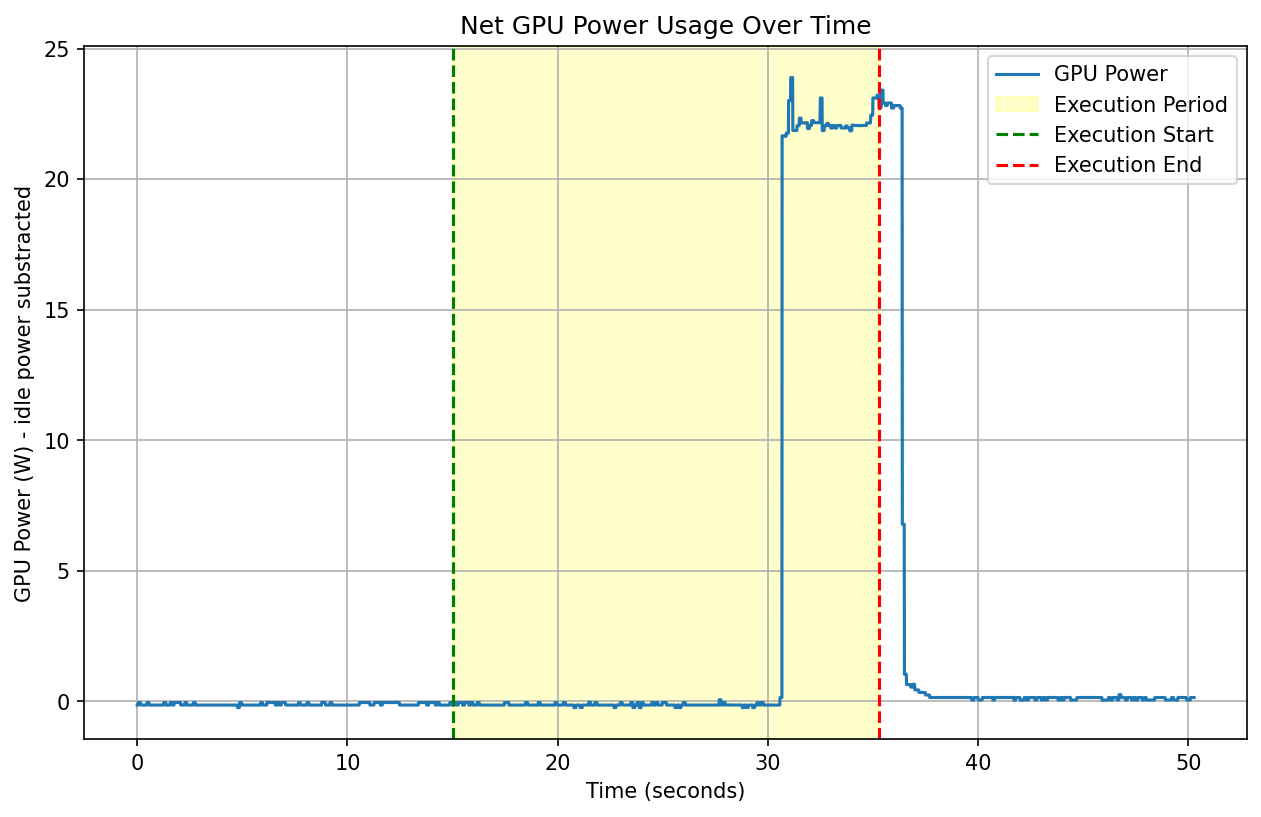 Net GPU Power Usage Over Time
GPU Power (W) - idle power substracted
25
20
15
10
5
0
GPU Power
Execution Period
Execution Start
Execution End
0 10 20 30 40 50
Time (seconds)